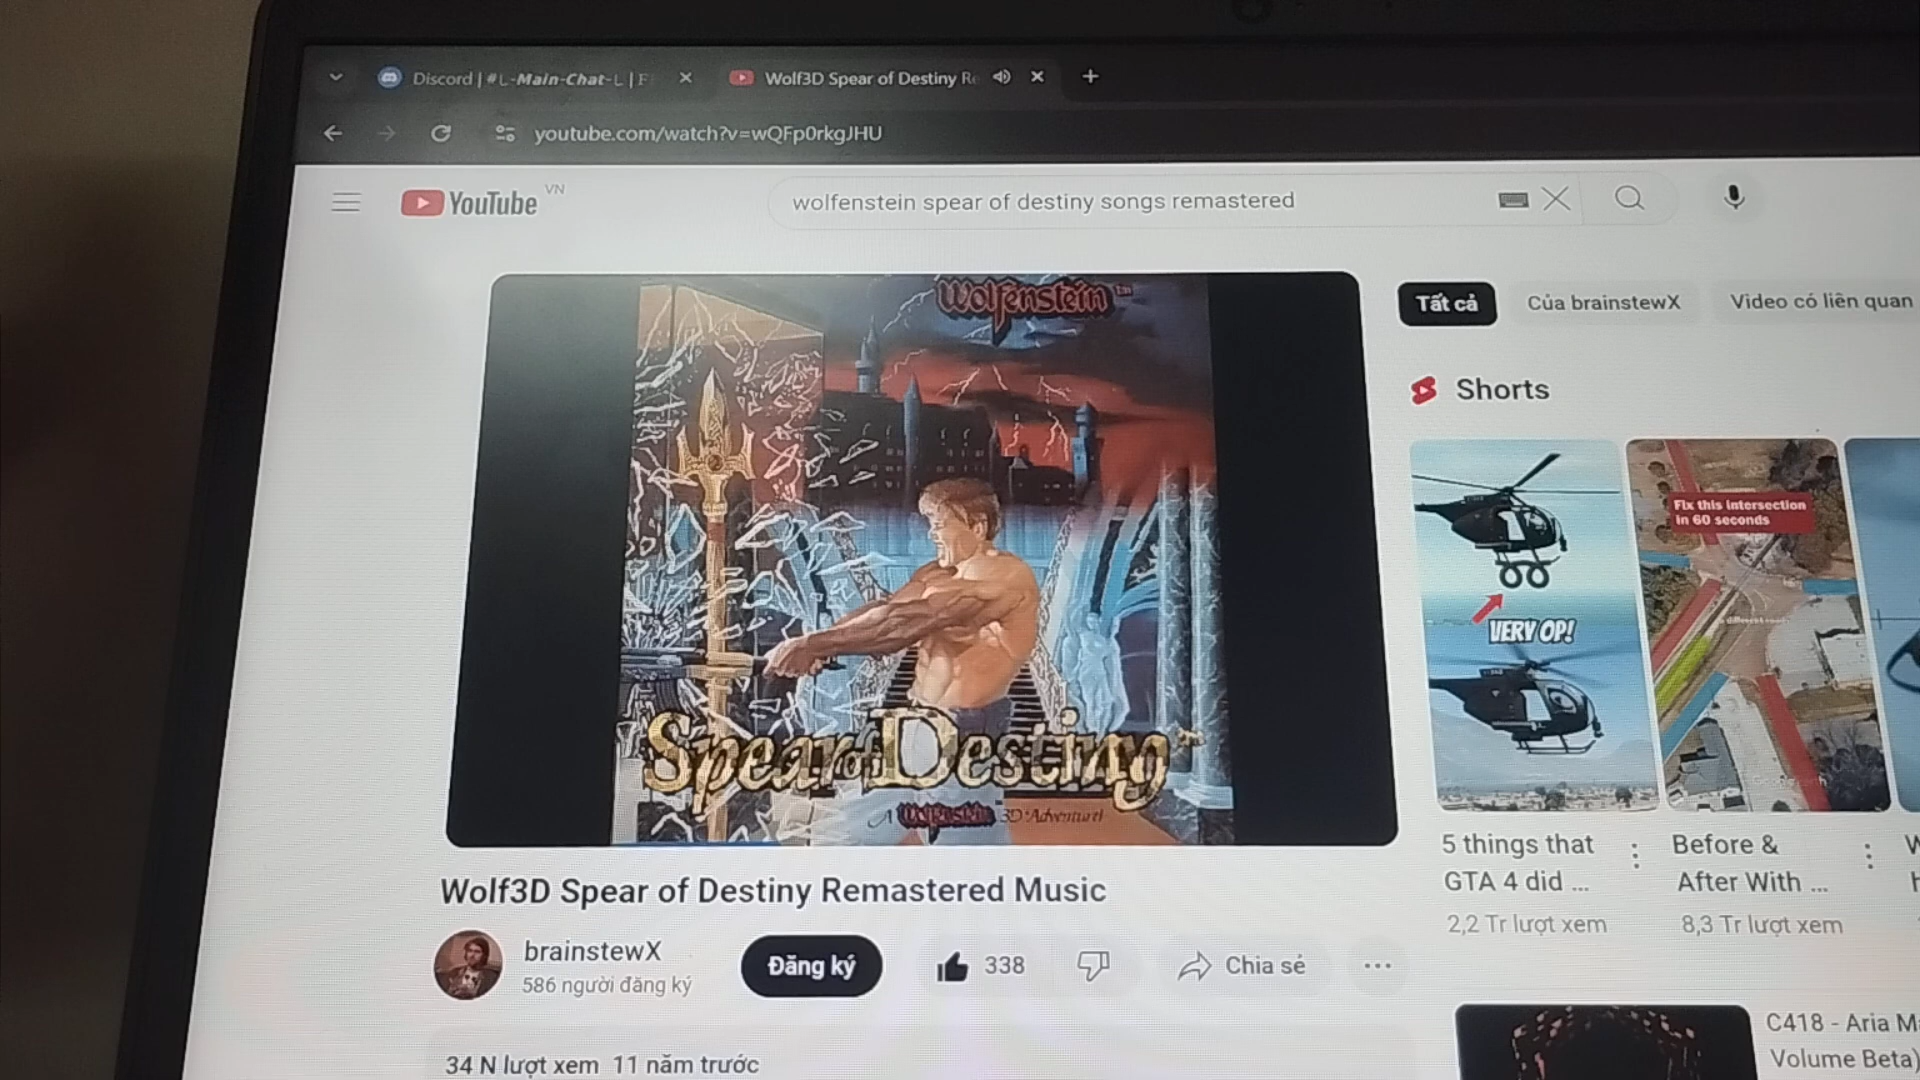 Discord | #L-Main-Chat-L | F
Wolf3D Spear of Destiny Re
youtube.com/watch?v=wQFp0rkgJHU
YouTube VN
wolfenstein spear of destiny songs remastered
Wolfenstein™
Spear of Destiny™
A Wolfenstein 3D Adventure!
Tất cả
Của brainstewX
Video có liên quan
Shorts
VERY OP!
Fix this intersection
in 60 seconds
5 things that
GTA 4 did ...
2,2 Tr lượt xem
Before &
After With ...
8,3 Tr lượt xem
Wolf3D Spear of Destiny Remastered Music
brainstewX
586 người đăng ký
Đăng ký
338
Chia sẻ
34 N lượt xem 11 năm trước
C418 - Aria Ma
Volume Beta)